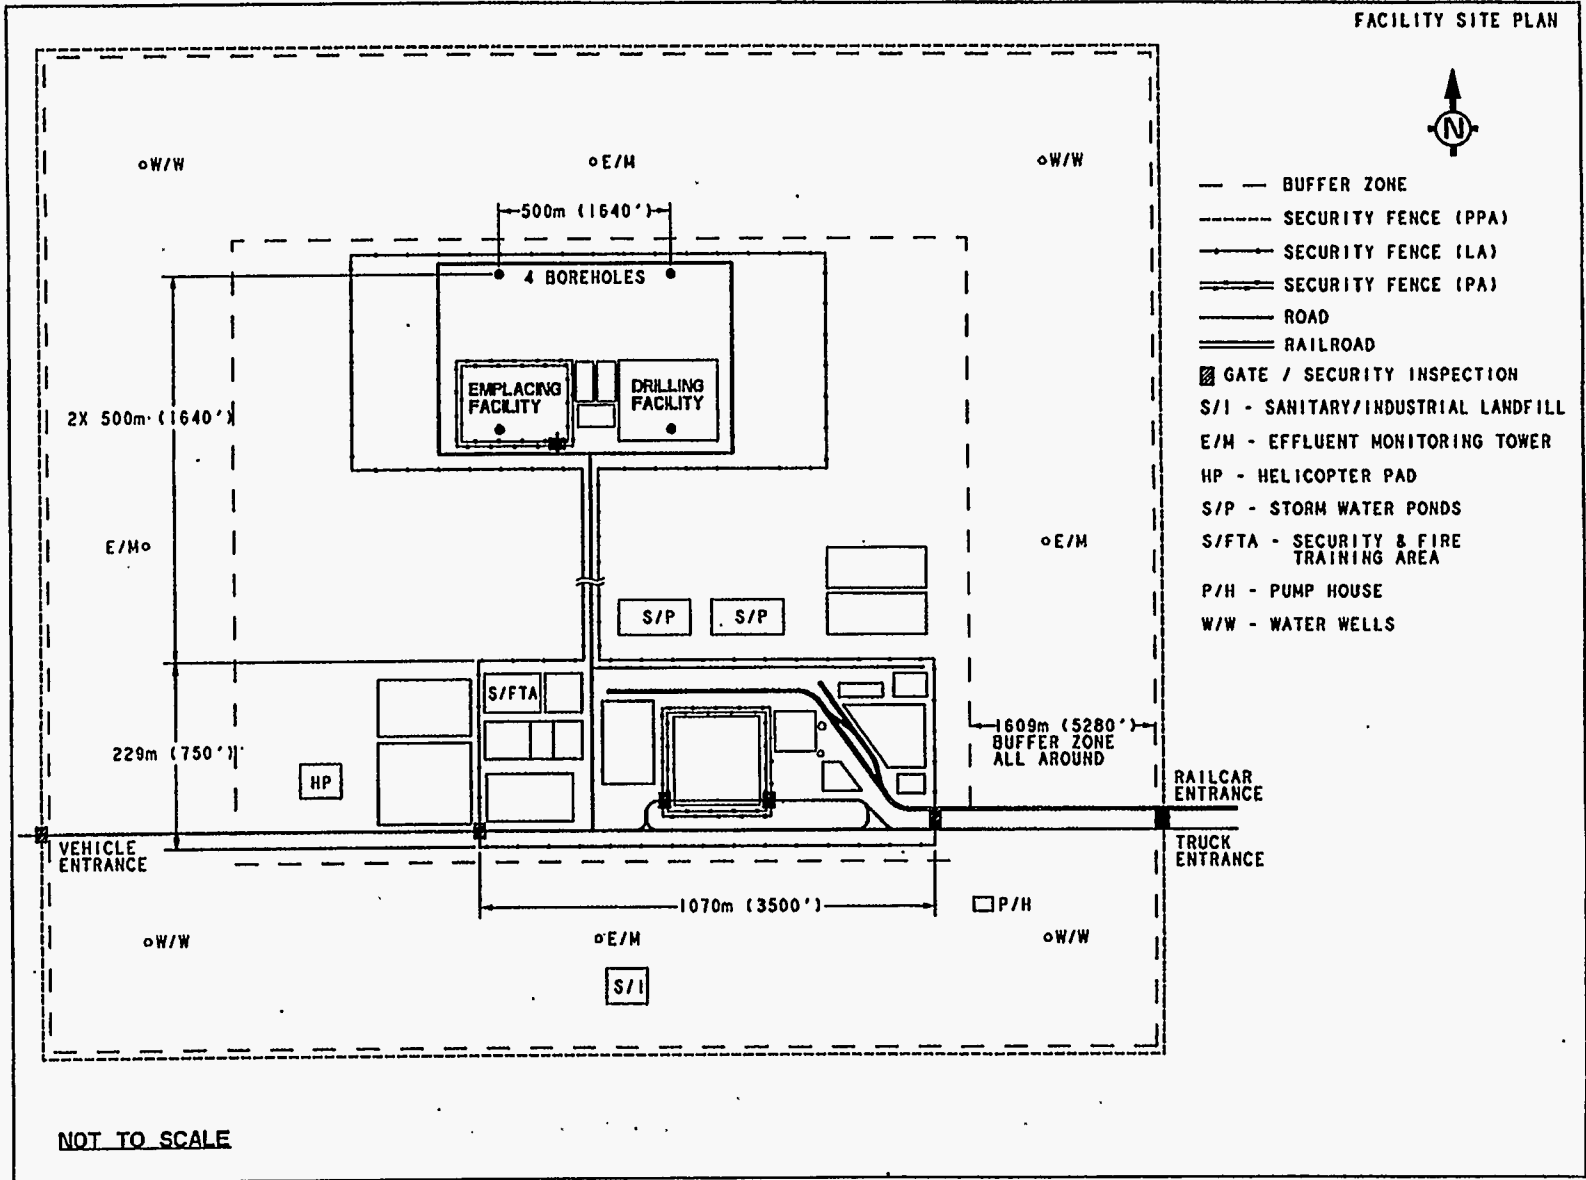 FACILITY SITE PLAN
N
W/W
E/M
W/W
500m (1640')
4 BOREHOLES
EMPLACING
FACILITY
DRILLING
FACILITY
2X 500m (1640')
E/M
E/M
S/P
S/P
S/FTA
229m (750')
HP
1609m (5280')
BUFFER ZONE
ALL AROUND
RAILCAR
ENTRANCE
VEHICLE
ENTRANCE
TRUCK
ENTRANCE
1070m (3500')
P/H
W/W
E/M
W/W
S/I
BUFFER ZONE
SECURITY FENCE (PPA)
SECURITY FENCE (LA)
SECURITY FENCE (PA)
ROAD
RAILROAD
GATE / SECURITY INSPECTION
S/I - SANITARY/INDUSTRIAL LANDFILL
E/M - EFFLUENT MONITORING TOWER
HP - HELICOPTER PAD
S/P - STORM WATER PONDS
S/FTA - SECURITY & FIRE
TRAINING AREA
P/H - PUMP HOUSE
W/W - WATER WELLS
NOT TO SCALE